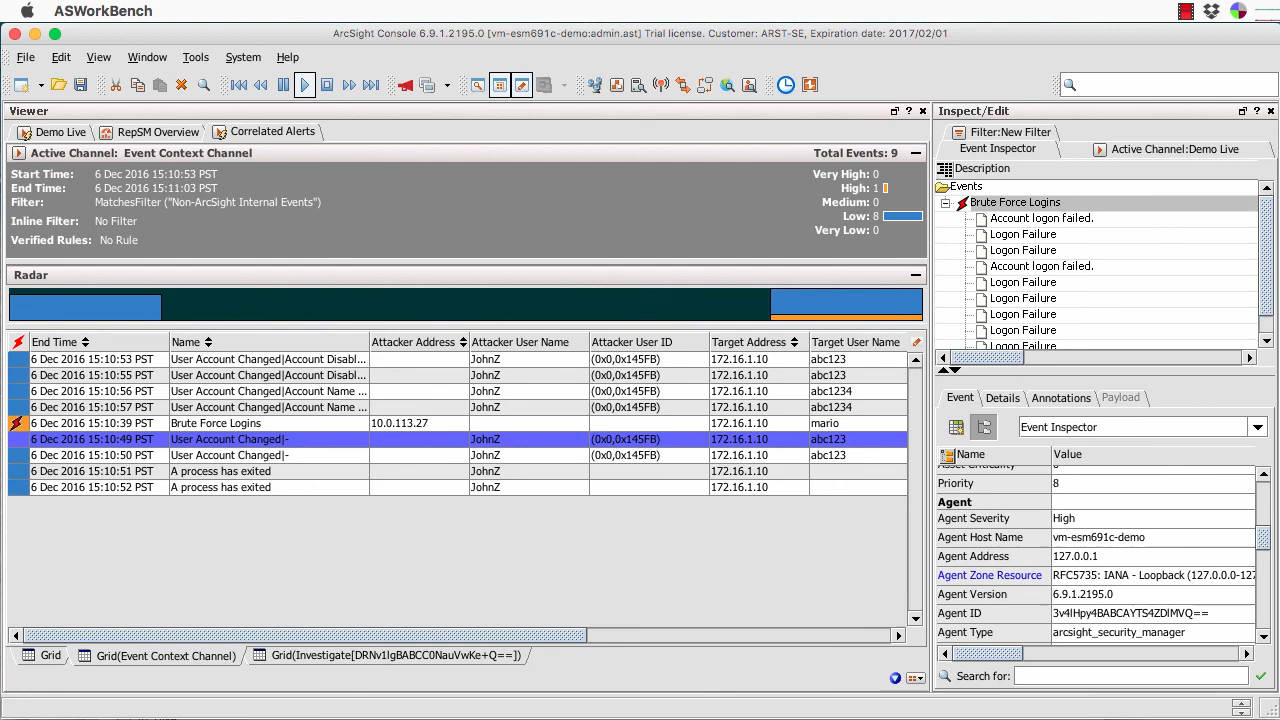 ASWorkBench
ArcSight Console 6.9.1.2195.0 [vm-esm691c-demo:admin.ast] Trial license. Customer: ARST-SE, Expiration date: 2017/02/01
File Edit View Window Tools System Help
Viewer
Demo Live RepSM Overview Correlated Alerts
Active Channel: Event Context Channel Total Events: 9
Start Time: 6 Dec 2016 15:10:53 PST Very High: 0
End Time: 6 Dec 2016 15:11:03 PST High: 1
Filter: MatchesFilter ("Non-ArcSight Internal Events") Medium: 0
Inline Filter: No Filter Low: 8
Verified Rules: No Rule Very Low: 0
Radar
End Time Name Attacker Address Attacker User Name Attacker User ID Target Address Target User Name
6 Dec 2016 15:10:53 PST User Account Changed|Account Disabl... JohnZ (0x0,0x145FB) 172.16.1.10 abc123
6 Dec 2016 15:10:55 PST User Account Changed|Account Disabl... JohnZ (0x0,0x145FB) 172.16.1.10 abc123
6 Dec 2016 15:10:56 PST User Account Changed|Account Name ... JohnZ (0x0,0x145FB) 172.16.1.10 abc1234
6 Dec 2016 15:10:57 PST User Account Changed|Account Name ... JohnZ (0x0,0x145FB) 172.16.1.10 abc1234
6 Dec 2016 15:10:39 PST Brute Force Logins 10.0.113.27 172.16.1.10 mario
6 Dec 2016 15:10:49 PST User Account Changed|- JohnZ (0x0,0x145FB) 172.16.1.10 abc123
6 Dec 2016 15:10:50 PST User Account Changed|- JohnZ (0x0,0x145FB) 172.16.1.10 abc123
6 Dec 2016 15:10:51 PST A process has exited JohnZ 172.16.1.10
6 Dec 2016 15:10:52 PST A process has exited JohnZ 172.16.1.10
Grid Grid(Event Context Channel) Grid(Investigate[DRNv1lgBABCC0NauVwKe+Q==])
Inspect/Edit
Filter:New Filter
Event Inspector Active Channel:Demo Live
Description
Events
Brute Force Logins
Account logon failed.
Logon Failure
Logon Failure
Account logon failed.
Logon Failure
Logon Failure
Logon Failure
Logon Failure
Logon Failure
Event Details Annotations Payload
Event Inspector
Name Value
Asset Criticality
Priority 8
Agent
Agent Severity High
Agent Host Name vm-esm691c-demo
Agent Address 127.0.0.1
Agent Zone Resource RFC5735: IANA - Loopback (127.0.0.0-127
Agent Version 6.9.1.2195.0
Agent ID 3v4lHpy4BABCAYTS4ZDlMVQ==
Agent Type arcsight_security_manager
Search for: